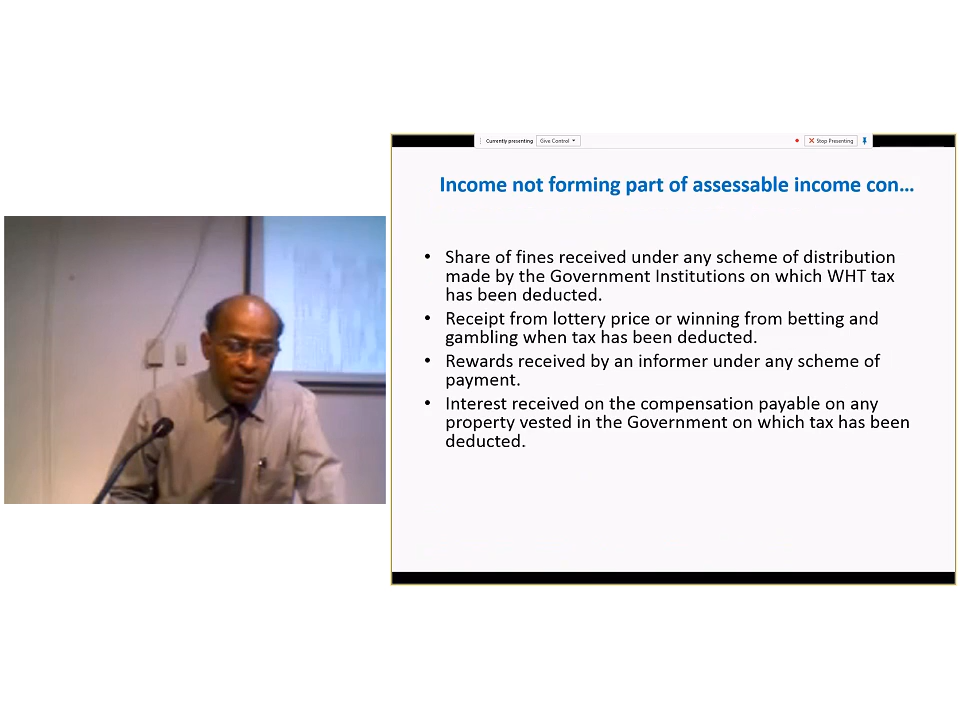 Currently presenting Give Control Stop Presenting
Income not forming part of assessable income con...
• Share of fines received under any scheme of distribution
made by the Government Institutions on which WHT tax
has been deducted.
• Receipt from lottery price or winning from betting and
gambling when tax has been deducted.
• Rewards received by an informer under any scheme of
payment.
• Interest received on the compensation payable on any
property vested in the Government on which tax has been
deducted.